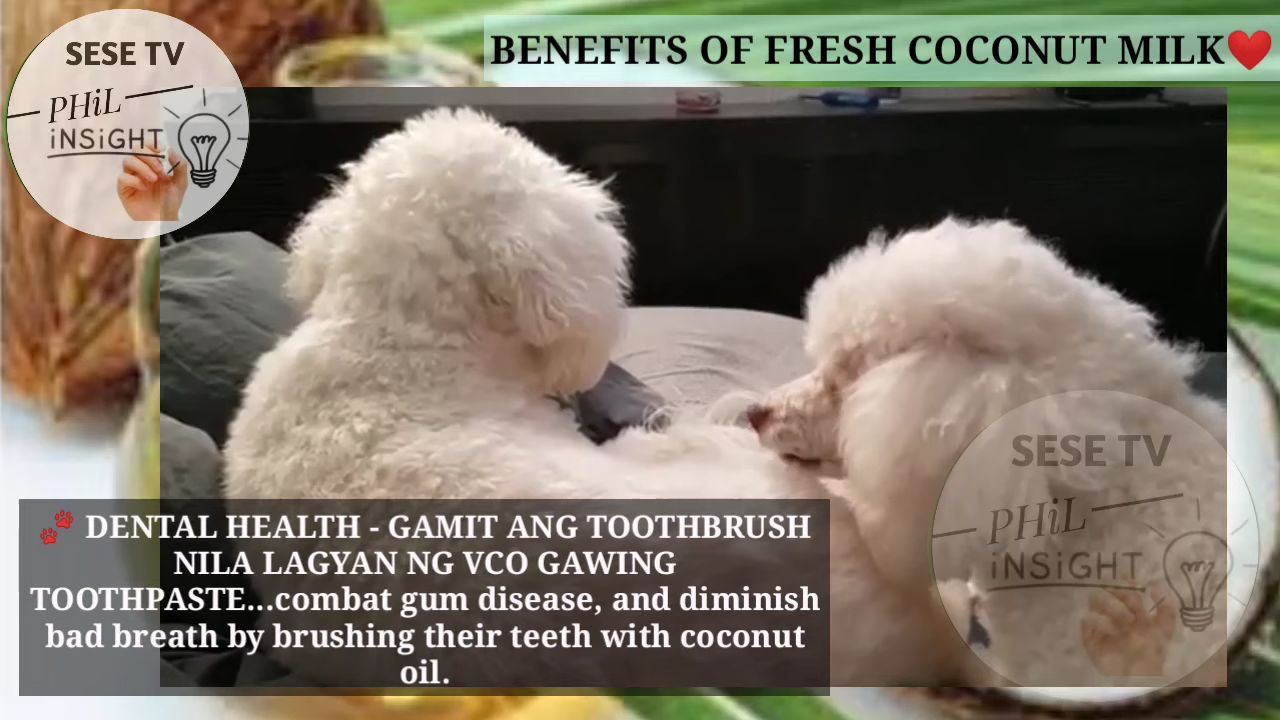 SESE TV
PHiL
iNSiGHT
BENEFITS OF FRESH COCONUT MILK❤️
🐾 DENTAL HEALTH - GAMIT ANG TOOTHBRUSH
NILA LAGYAN NG VCO GAWING
TOOTHPASTE...combat gum disease, and diminish
bad breath by brushing their teeth with coconut
oil.
SESE TV
PHiL
iNSiGHT